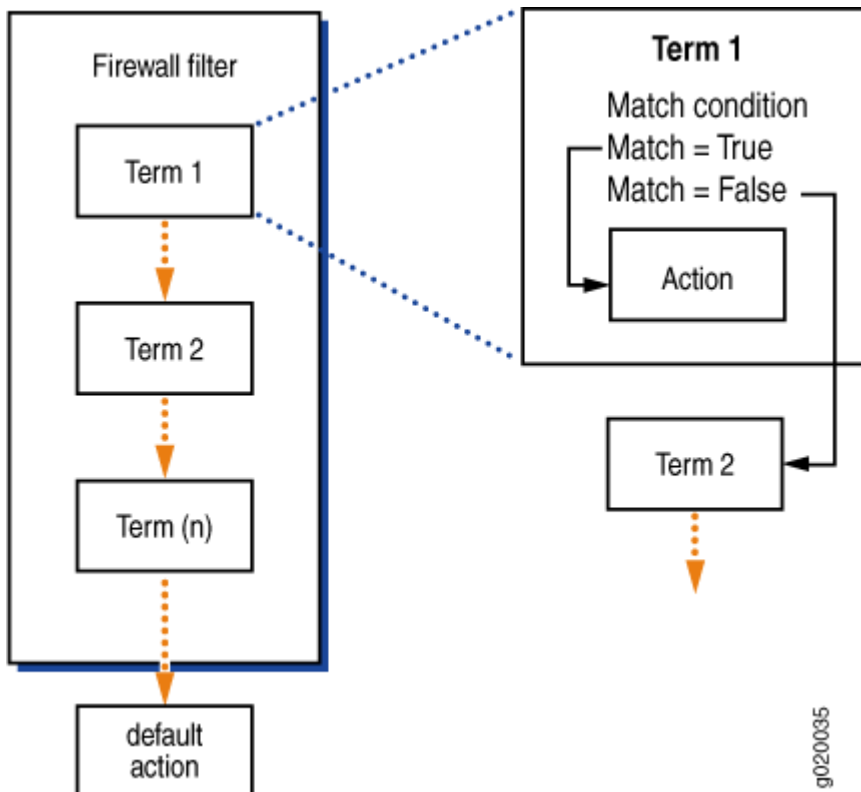 Firewall filter
Term 1
Term 2
Term (n)
default
action
Term 1
Match condition
Match = True
Match = False
Action
Term 2
g020035